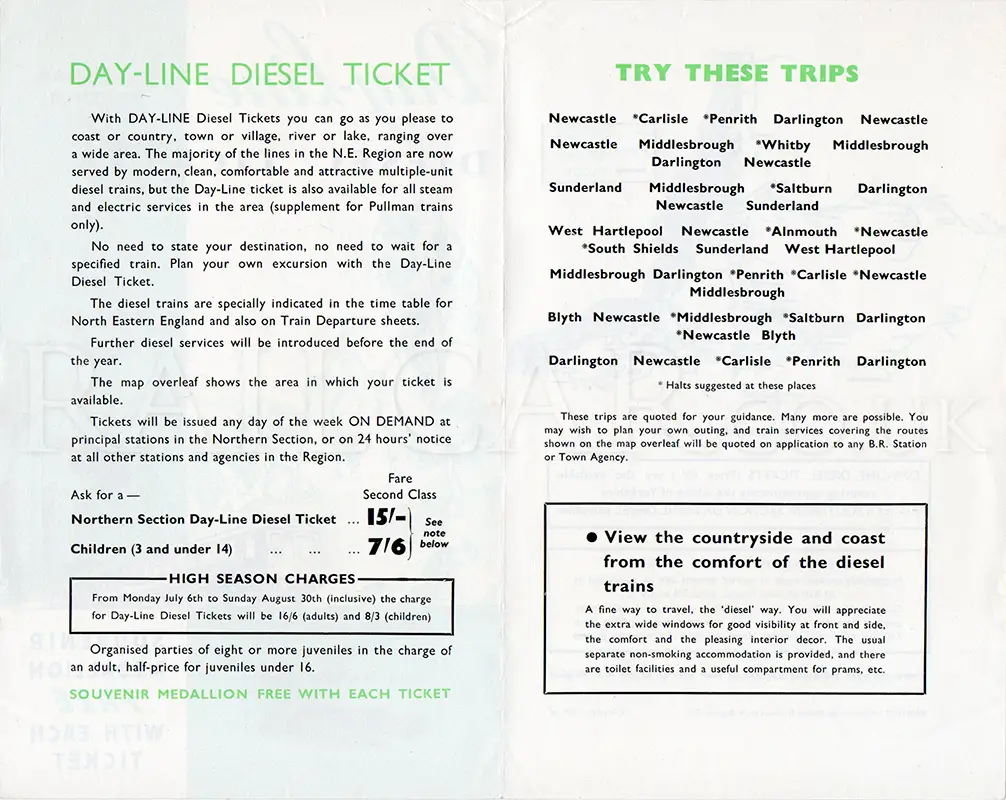 DAY-LINE DIESEL TICKET
With DAY-LINE Diesel Tickets you can go as you please to
coast or country, town or village, river or lake, ranging over
a wide area. The majority of the lines in the N.E. Region are now
served by modern, clean, comfortable and attractive multiple-unit
diesel trains, but the Day-Line ticket is also available for all steam
and electric services in the area (supplement for Pullman trains
only).
No need to state your destination, no need to wait for a
specified train. Plan your own excursion with the Day-Line
Diesel Ticket.
The diesel trains are specially indicated in the time table for
North Eastern England and also on Train Departure sheets.
Further diesel services will be introduced before the end of
the year.
The map overleaf shows the area in which your ticket is
available.
Tickets will be issued any day of the week ON DEMAND at
principal stations in the Northern Section, or on 24 hours' notice
at all other stations and agencies in the Region.
Fare
Ask for a — Second Class
Northern Section Day-Line Diesel Ticket ... 15/-
Children (3 and under 14) ... ... ... 7/6
See
note
below
HIGH SEASON CHARGES
From Monday July 6th to Sunday August 30th (inclusive) the charge
for Day-Line Diesel Tickets will be 16/6 (adults) and 8/3 (children)
Organised parties of eight or more juveniles in the charge of
an adult, half-price for juveniles under 16.
SOUVENIR MEDALLION FREE WITH EACH TICKET
TRY THESE TRIPS
Newcastle *Carlisle *Penrith Darlington Newcastle
Newcastle Middlesbrough *Whitby Middlesbrough
Darlington Newcastle
Sunderland Middlesbrough *Saltburn Darlington
Newcastle Sunderland
West Hartlepool Newcastle *Alnmouth *Newcastle
*South Shields Sunderland West Hartlepool
Middlesbrough Darlington *Penrith *Carlisle *Newcastle
Middlesbrough
Blyth Newcastle *Middlesbrough *Saltburn Darlington
*Newcastle Blyth
Darlington Newcastle *Carlisle *Penrith Darlington
* Halts suggested at these places
These trips are quoted for your guidance. Many more are possible. You
may wish to plan your own outing, and train services covering the routes
shown on the map overleaf will be quoted on application to any B.R. Station
or Town Agency.
● View the countryside and coast
from the comfort of the diesel
trains
A fine way to travel, the 'diesel' way. You will appreciate
the extra wide windows for good visibility at front and side,
the comfort and the pleasing interior decor. The usual
separate non-smoking accommodation is provided, and there
are toilet facilities and a useful compartment for prams, etc.